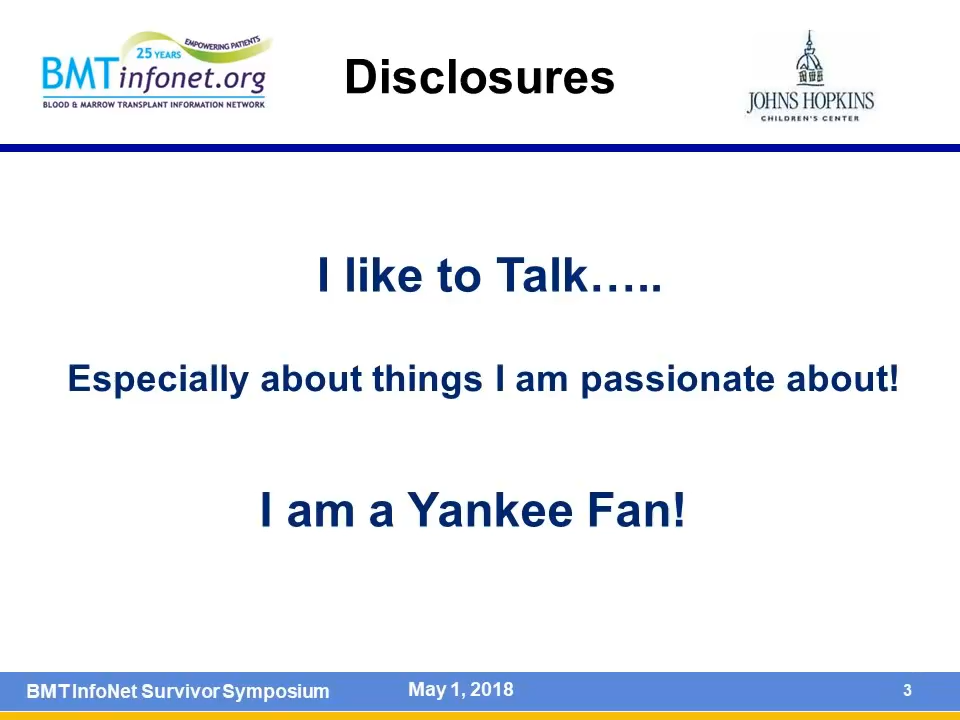 EMPOWERING PATIENTS
25 YEARS
BMTinfonet.org
BLOOD & MARROW TRANSPLANT INFORMATION NETWORK
Disclosures
JOHNS HOPKINS
CHILDREN'S CENTER
I like to Talk…..
Especially about things I am passionate about!
I am a Yankee Fan!
BMT InfoNet Survivor Symposium
May 1, 2018
3